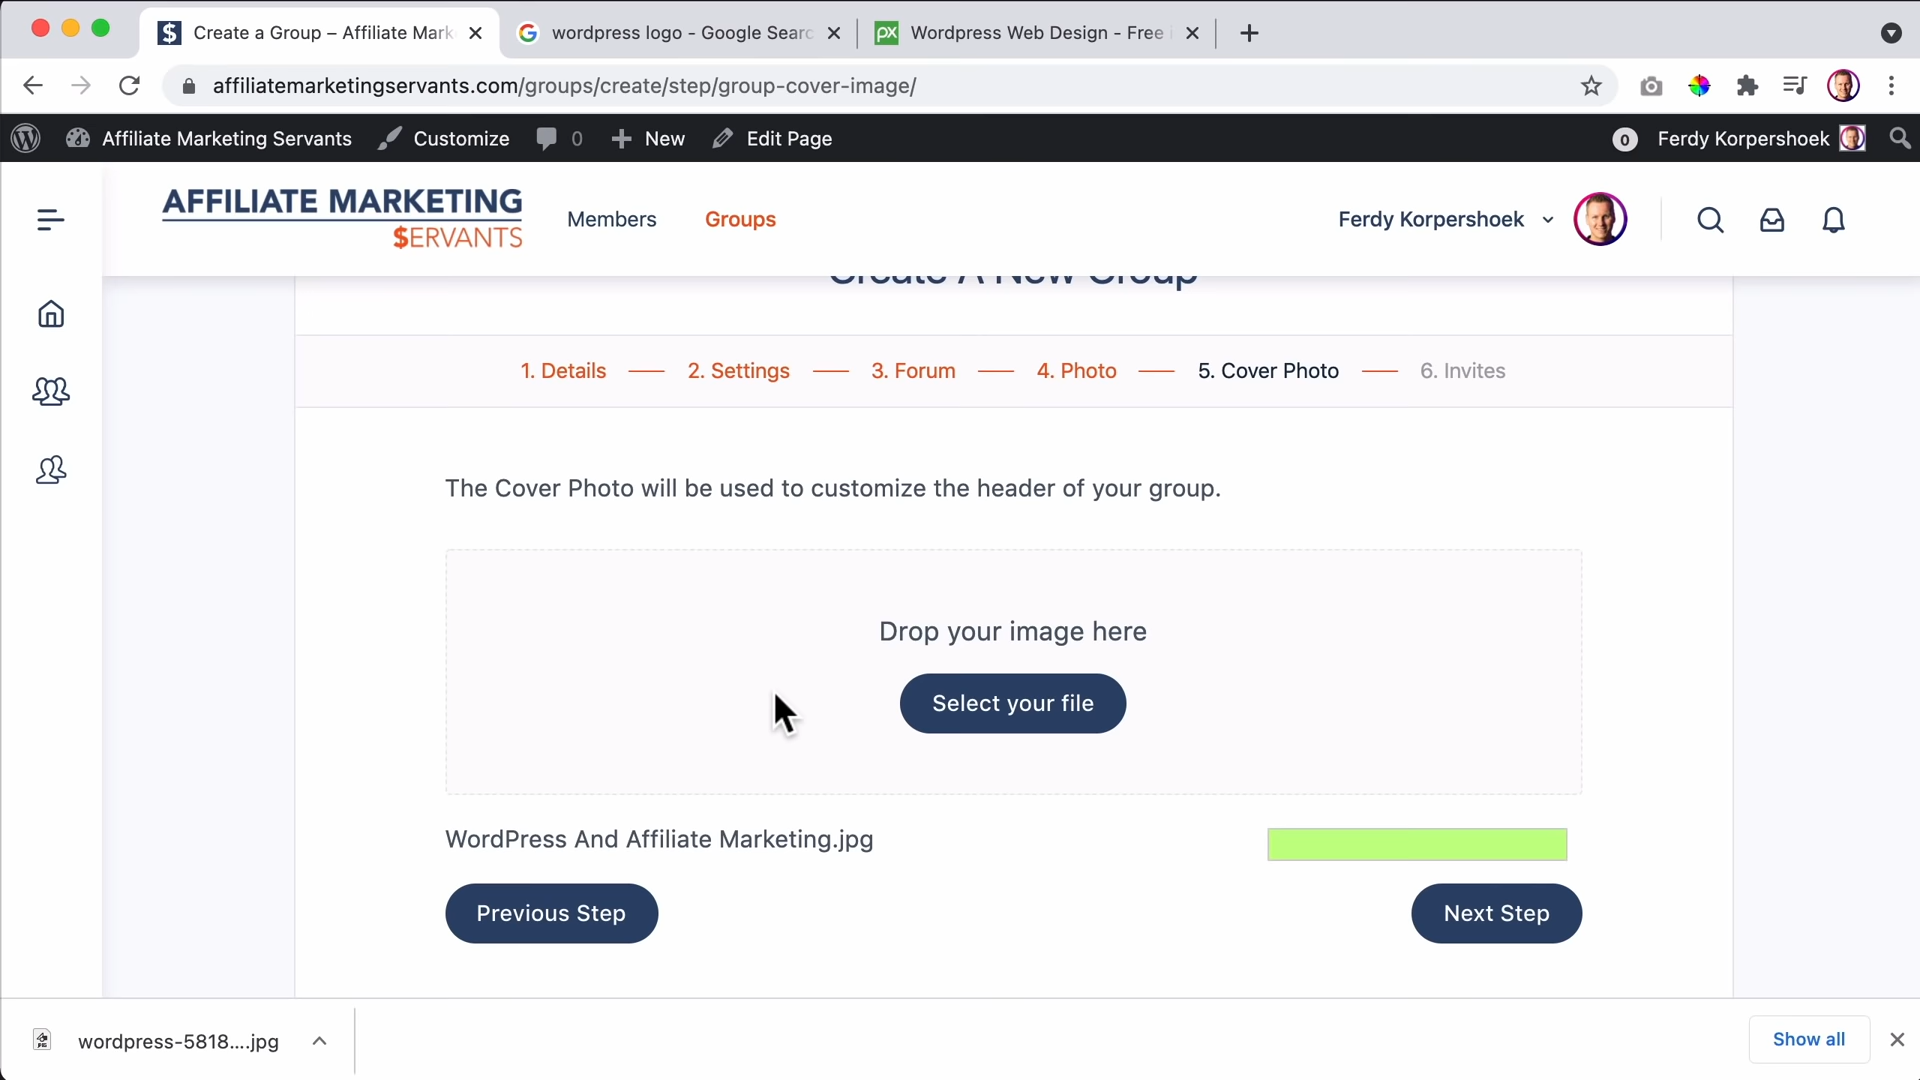 Create a Group – Affiliate Mark
wordpress logo - Google Searc
Wordpress Web Design - Free i
affiliatemarketingservants.com/groups/create/step/group-cover-image/
Affiliate Marketing Servants
Customize
0
New
Edit Page
0
Ferdy Korpershoek
AFFILIATE MARKETING
$ERVANTS
Members
Groups
Ferdy Korpershoek
Create A New Group
1. Details
2. Settings
3. Forum
4. Photo
5. Cover Photo
6. Invites
The Cover Photo will be used to customize the header of your group.
Drop your image here
Select your file
WordPress And Affiliate Marketing.jpg
Previous Step
Next Step
wordpress-5818....jpg
Show all